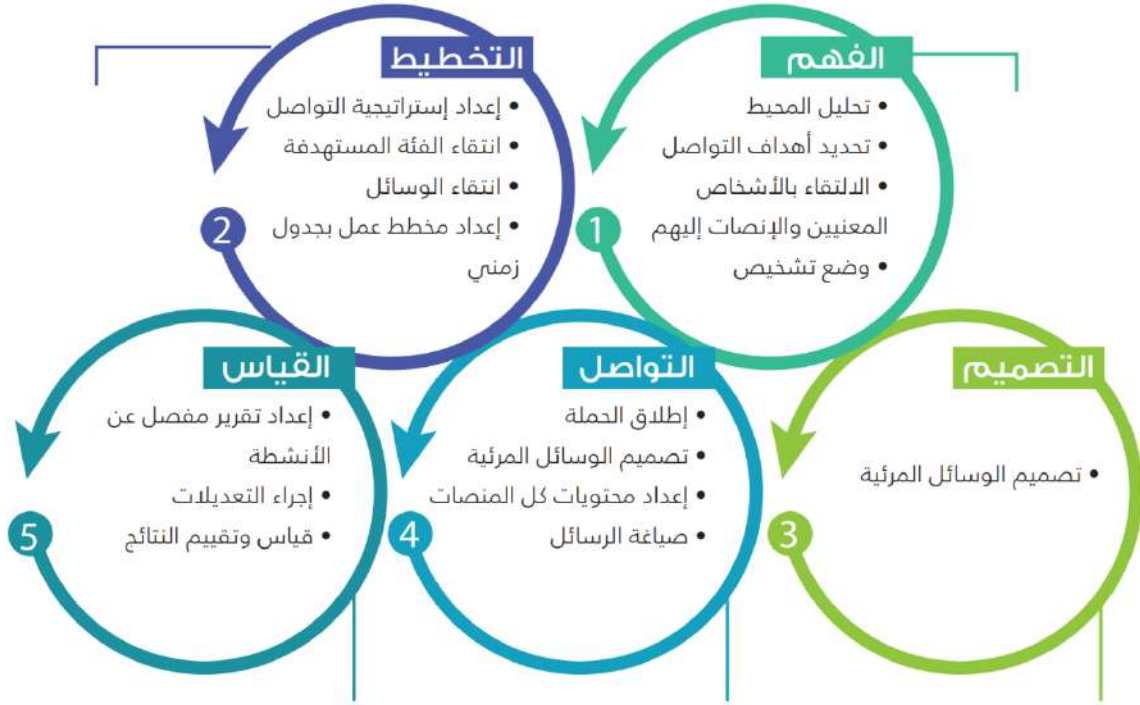 الفهم
• تحليل المحيط
• تحديد أهداف التواصل
• الالتقاء بالأشخاص
المعنيين والإنصات إليهم
• وضع تشخيص
1
التخطيط
• إعداد إستراتيجية التواصل
• انتقاء الفئة المستهدفة
• انتقاء الوسائل
• إعداد مخطط عمل بجدول
زمني
2
التصميم
• تصميم الوسائل المرئية
3
التواصل
• إطلاق الحملة
• تصميم الوسائل المرئية
• إعداد محتويات كل المنصات
• صياغة الرسائل
4
القياس
• إعداد تقرير مفصل عن
الأنشطة
• إجراء التعديلات
• قياس وتقييم النتائج
5